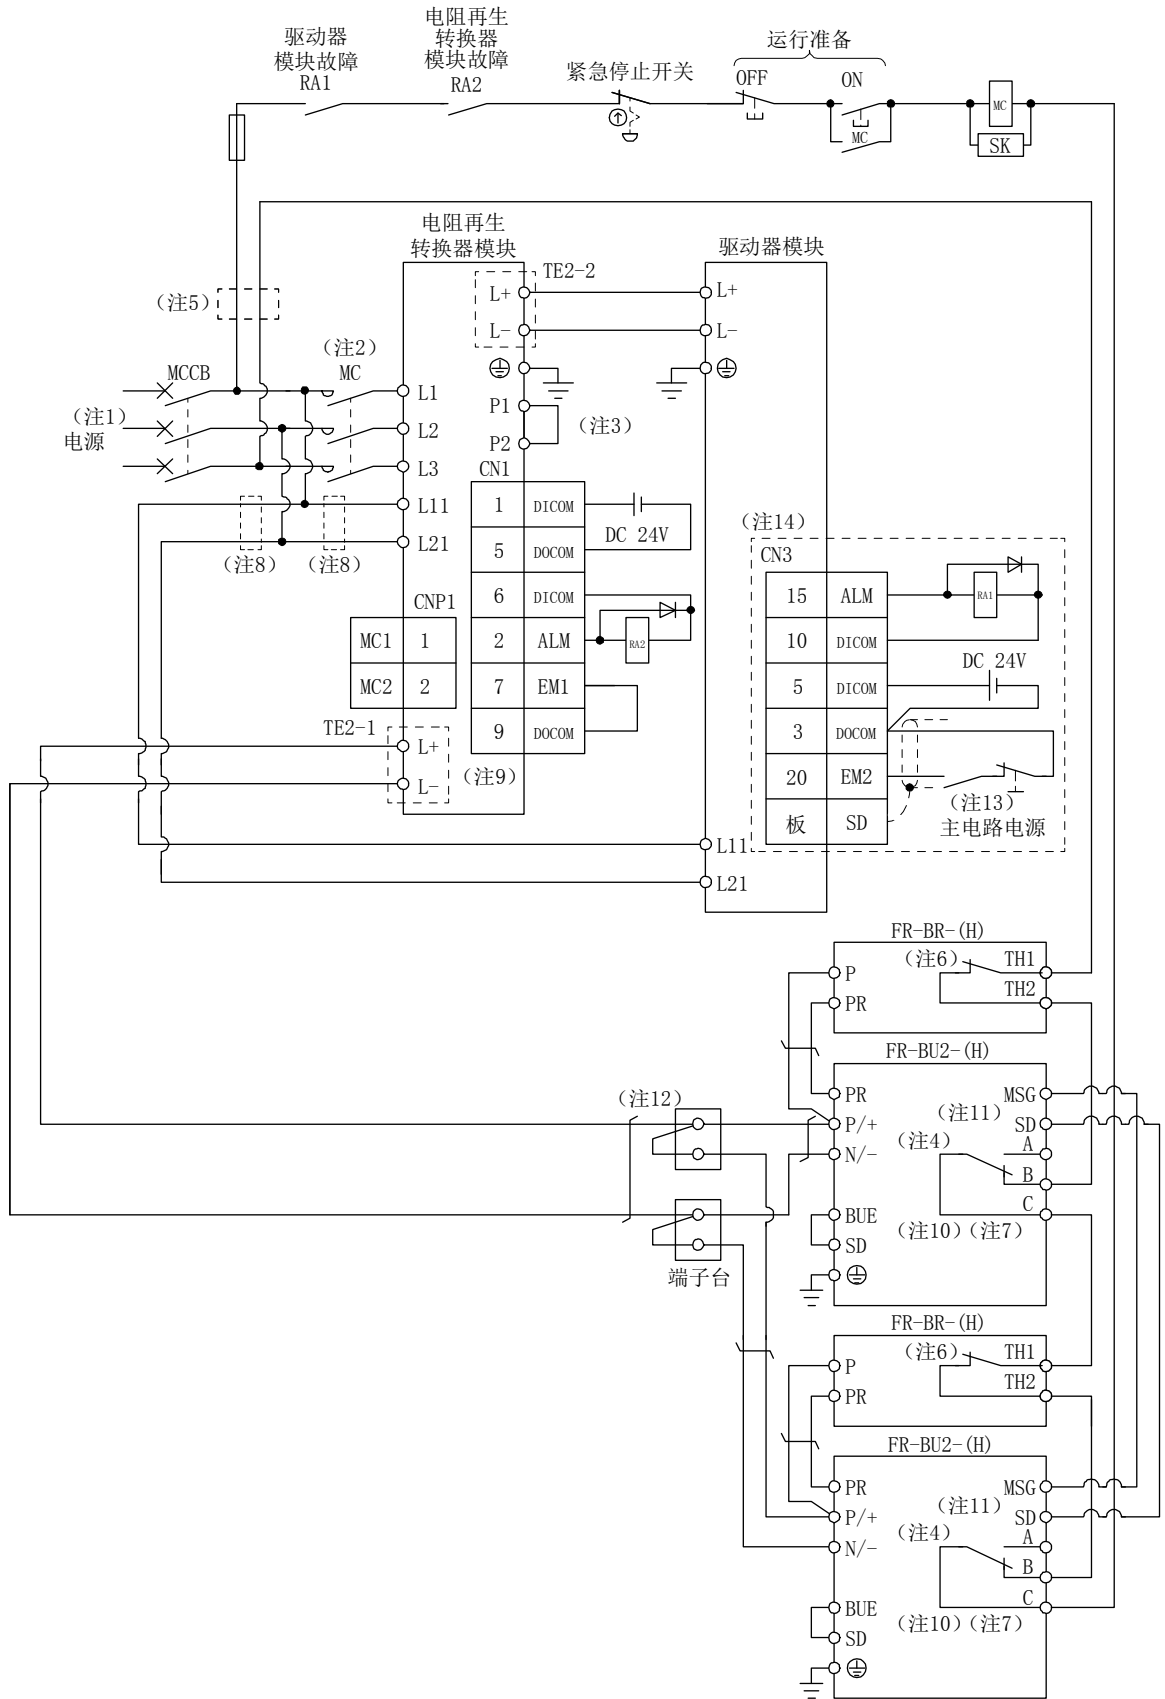 驱动器
模块故障
RA1
电阻再生
转换器
模块故障
RA2
紧急停止开关
运行准备
OFF
ON
MC
MC
SK
电阻再生
转换器模块
驱动器模块
TE2-2
L+
L+
L-
L-
(注5)
(注2)
MCCB
MC
L1
P1
(注1)
电源
L2
(注3)
P2
L3
CN1
L11
1
DICOM
DC 24V
(注14)
L21
5
DOCOM
(注8)
(注8)
CN3
6
DICOM
15
ALM
RA1
CNP1
MC1
1
2
ALM
RA2
10
DICOM
DC 24V
MC2
2
7
EM1
5
DICOM
TE2-1
9
DOCOM
3
DOCOM
L+
(注9)
20
EM2
L-
(注13)
主电路电源
板
SD
L11
L21
FR-BR-(H)
(注6)
TH1
P
TH2
PR
FR-BU2-(H)
PR
MSG
(注12)
(注11)
P/+
SD
(注4)
A
N/-
B
C
BUE
(注10)(注7)
SD
端子台
FR-BR-(H)
(注6)
TH1
P
TH2
PR
FR-BU2-(H)
PR
MSG
(注11)
P/+
SD
(注4)
A
N/-
B
C
BUE
(注10)(注7)
SD